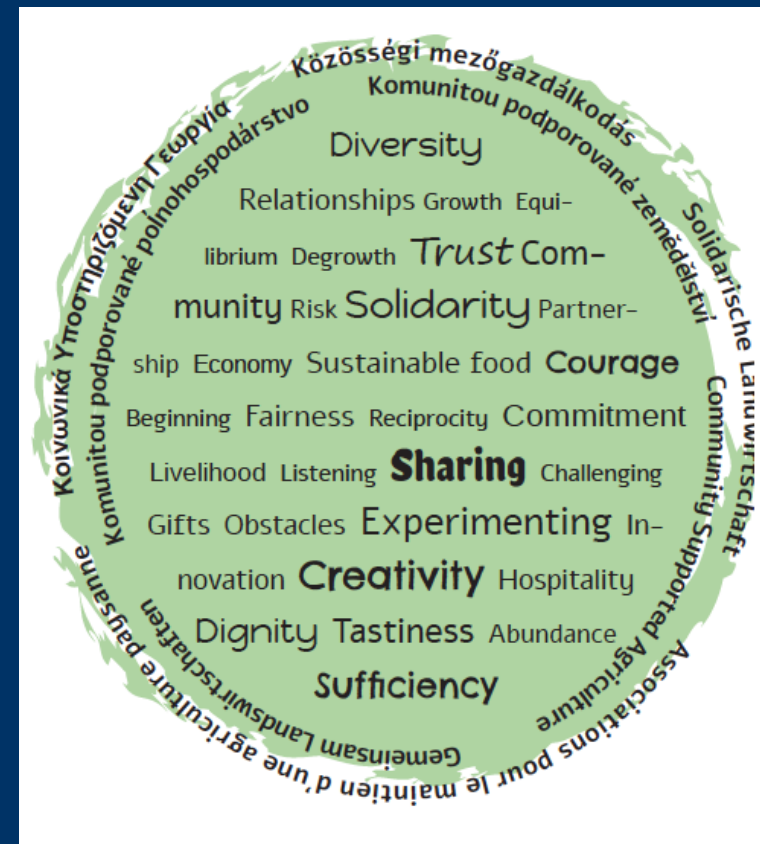 Közösségi mezőgazdálkodás
Komunitou podporované zemědělství
Solidarische Landwirtschaft
Community Supported Agriculture
Associations pour le maintien d'une agriculture paysanne
Gemeinsam Landswirtschaften
Κοινωνικά Υποστηριζόμενη Γεωργία
Komunitou podporované poľnohospodárstvo
Diversity
Relationships Growth Equi-
librium Degrowth Trust Com-
munity Risk Solidarity Partner-
ship Economy Sustainable food Courage
Beginning Fairness Reciprocity Commitment
Livelihood Listening Sharing Challenging
Gifts Obstacles Experimenting In-
novation Creativity Hospitality
Dignity Tastiness Abundance
Sufficiency